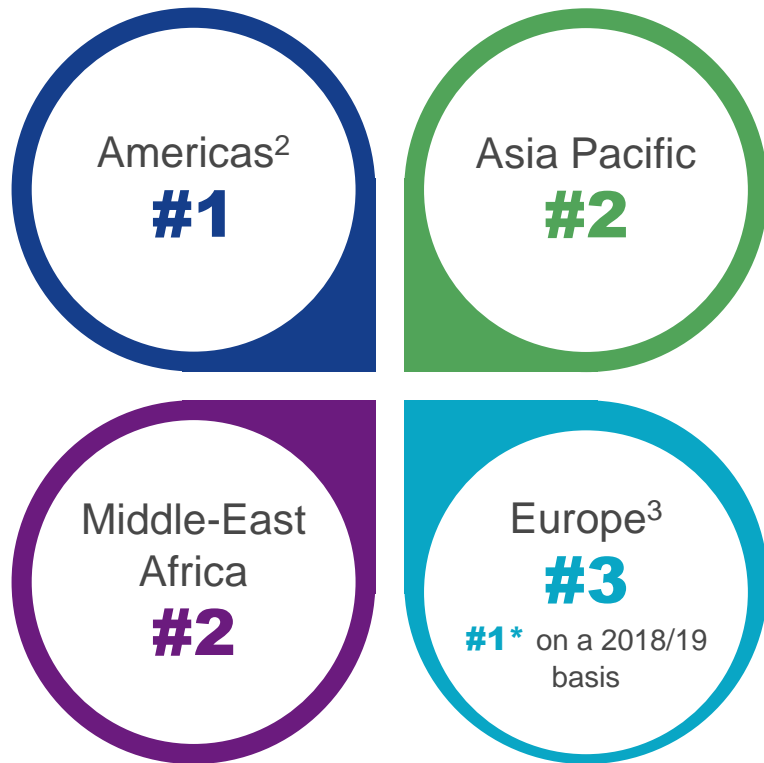 Americas²
#1
Asia Pacific
#2
Middle-East
Africa
#2
Europe³
#3
#1* on a 2018/19
basis